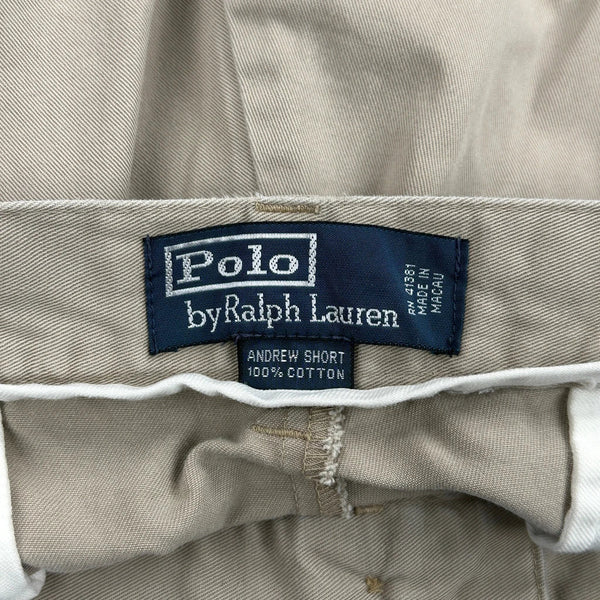 Polo
by Ralph Lauren
RN 41381
MADE IN
MACAU
ANDREW SHORT
100% COTTON